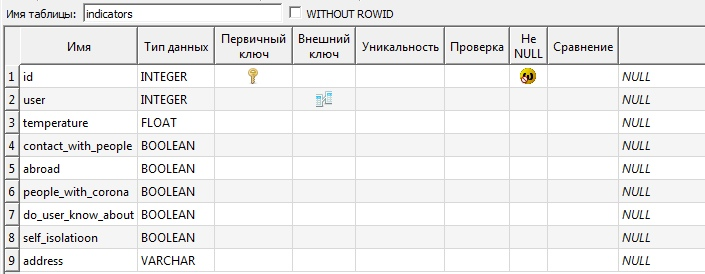 Имя таблицы: indicators WITHOUT ROWID
Имя Тип данных Первичный ключ Внешний ключ Уникальность Проверка Не NULL Сравнение
1 id INTEGER NULL
2 user INTEGER NULL
3 temperature FLOAT NULL
4 contact_with_people BOOLEAN NULL
5 abroad BOOLEAN NULL
6 people_with_corona BOOLEAN NULL
7 do_user_know_about BOOLEAN NULL
8 self_isolatioon BOOLEAN NULL
9 address VARCHAR NULL